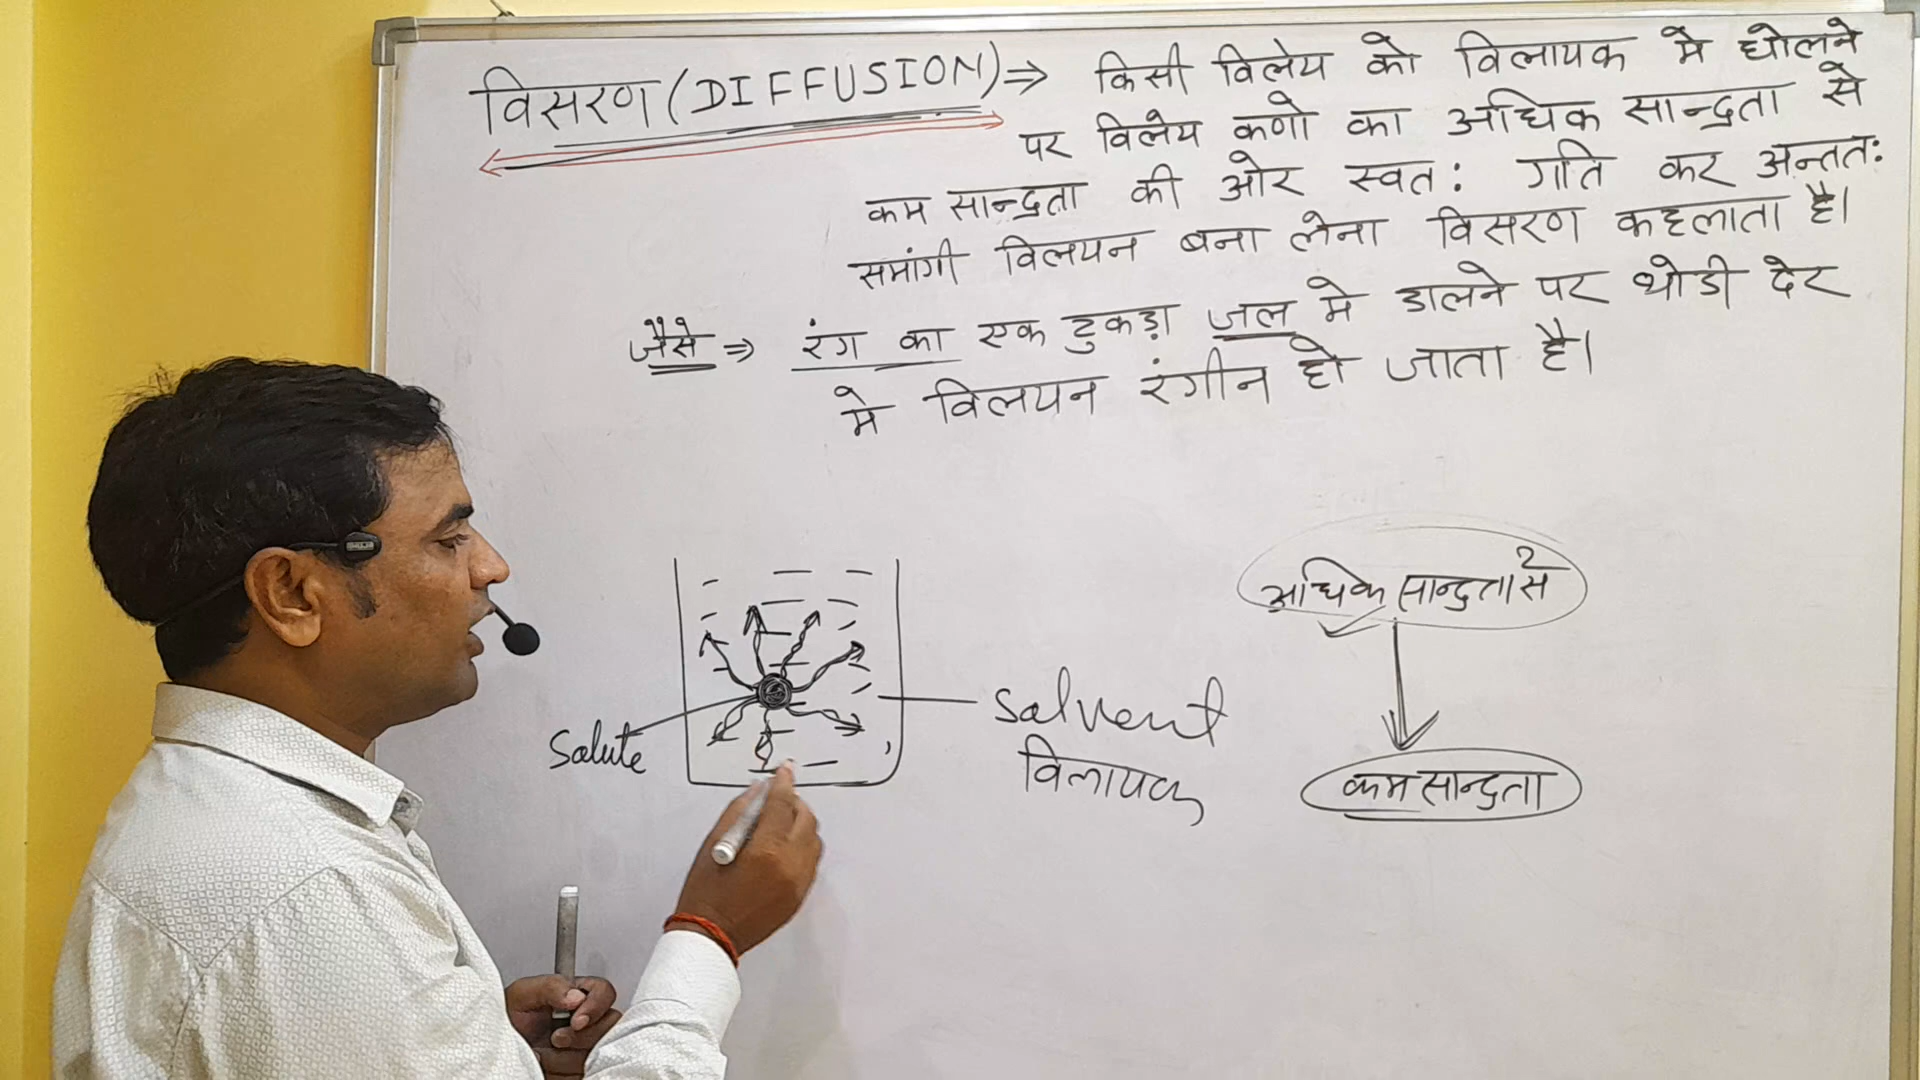 विसरण (DIFFUSION) ⇒ किसी विलेय को विलायक मे घोलने
पर विलेय कणो का अधिक सान्द्रता से
कम सान्द्रता की ओर स्वतः गति कर अन्ततः
समांगी विलयन बना लेना विसरण कहलाता है।
जैसे ⇒ रंग का एक टुकड़ा जल मे डालने पर थोडी देर
मे विलयन रंगीन हो जाता है।
अधिक सान्द्रता से
Salute
Salvent
विलायक
कम सान्द्रता